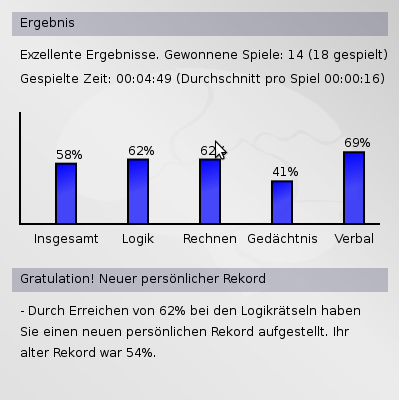 Ergebnis
Exzellente Ergebnisse. Gewonnene Spiele: 14 (18 gespielt)
Gespielte Zeit: 00:04:49 (Durchschnitt pro Spiel 00:00:16)
58% 62% 62 41% 69%
Insgesamt Logik Rechnen Gedächtnis Verbal
Gratulation! Neuer persönlicher Rekord
- Durch Erreichen von 62% bei den Logikrätseln haben
Sie einen neuen persönlichen Rekord aufgestellt. Ihr
alter Rekord war 54%.